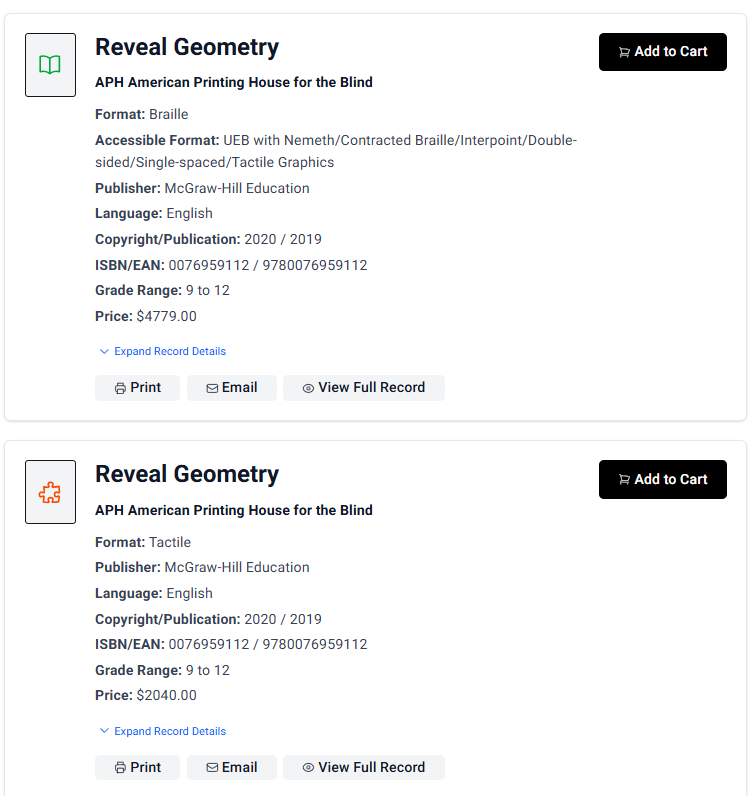 Reveal Geometry
Add to Cart
APH American Printing House for the Blind
Format: Braille
Accessible Format: UEB with Nemeth/Contracted Braille/Interpoint/Double-
sided/Single-spaced/Tactile Graphics
Publisher: McGraw-Hill Education
Language: English
Copyright/Publication: 2020 / 2019
ISBN/EAN: 0076959112 / 9780076959112
Grade Range: 9 to 12
Price: $4779.00
Expand Record Details
Print Email View Full Record
Reveal Geometry
Add to Cart
APH American Printing House for the Blind
Format: Tactile
Publisher: McGraw-Hill Education
Language: English
Copyright/Publication: 2020 / 2019
ISBN/EAN: 0076959112 / 9780076959112
Grade Range: 9 to 12
Price: $2040.00
Expand Record Details
Print Email View Full Record